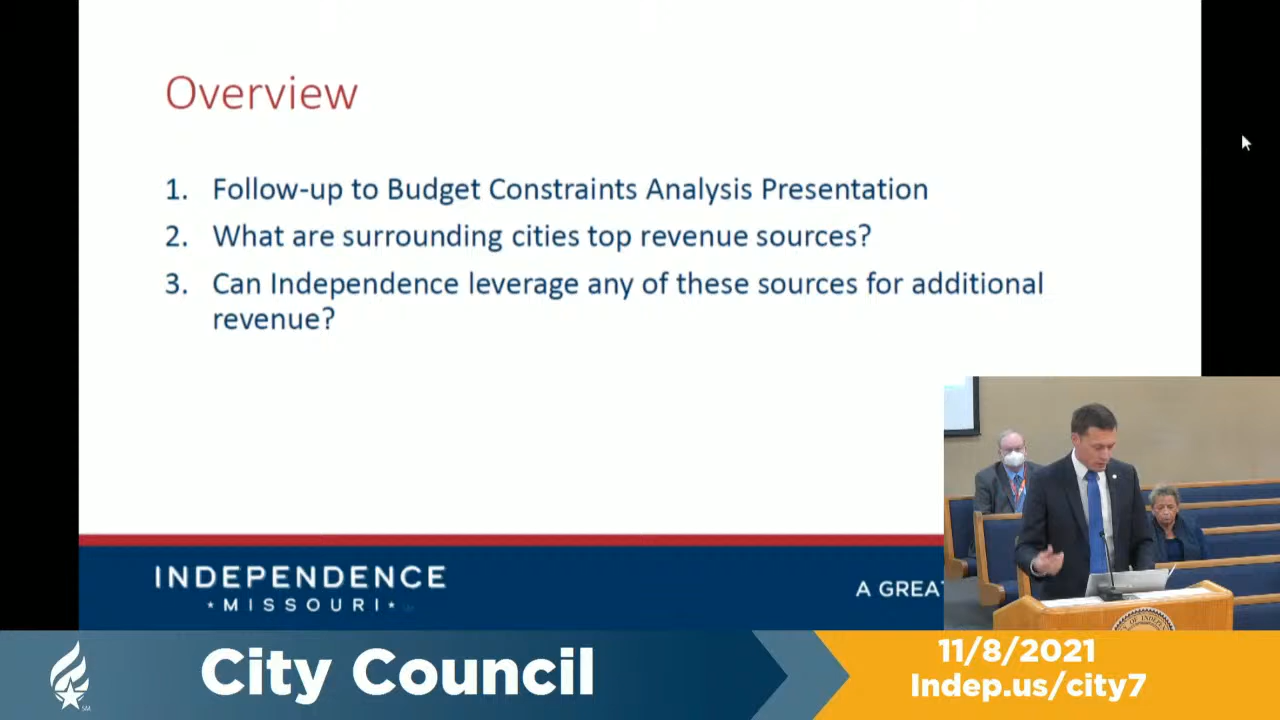 Overview
1. Follow-up to Budget Constraints Analysis Presentation
2. What are surrounding cities top revenue sources?
3. Can Independence leverage any of these sources for additional
revenue?
INDEPENDENCE
★ MISSOURI ★
A GREAT
City Council
SM
11/8/2021
Indep.us/city7